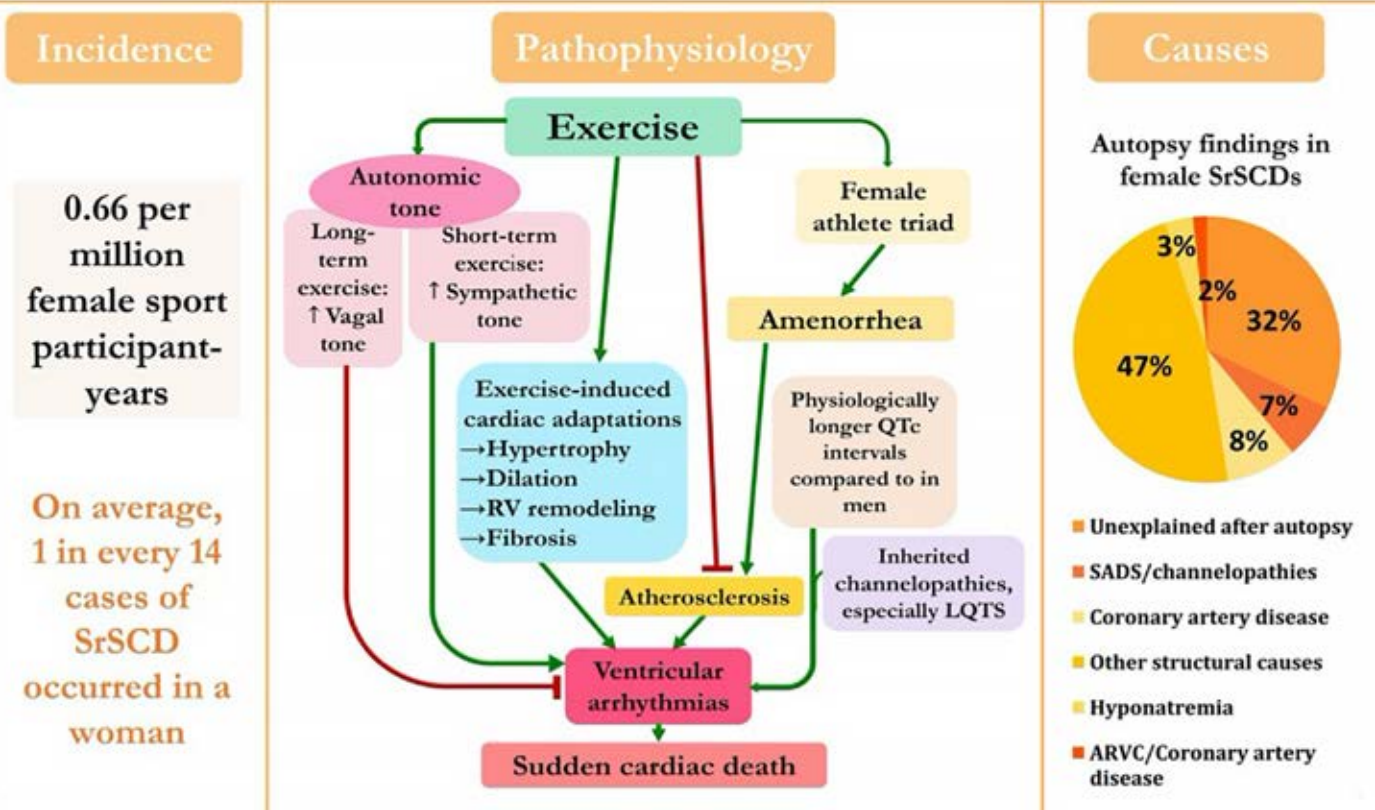 Incidence
0.66 per
million
female sport
participant-
years
On average,
1 in every 14
cases of
SrSCD
occurred in a
woman
Pathophysiology
Exercise
Autonomic
tone
Long-
term
exercise:
↑ Vagal
tone
Short-term
exercise:
↑ Sympathetic
tone
Female
athlete triad
Amenorrhea
Exercise-induced
cardiac adaptations
→Hypertrophy
→Dilation
→RV remodeling
→Fibrosis
Physiologically
longer QTc
intervals
compared to in
men
Inherited
channelopathies,
especially LQTS
Atherosclerosis
Ventricular
arrhythmias
Sudden cardiac death
Causes
Autopsy findings in
female SrSCDs
3%
2%
32%
47%
7%
8%
Unexplained after autopsy
SADS/channelopathies
Coronary artery disease
Other structural causes
Hyponatremia
ARVC/Coronary artery
disease